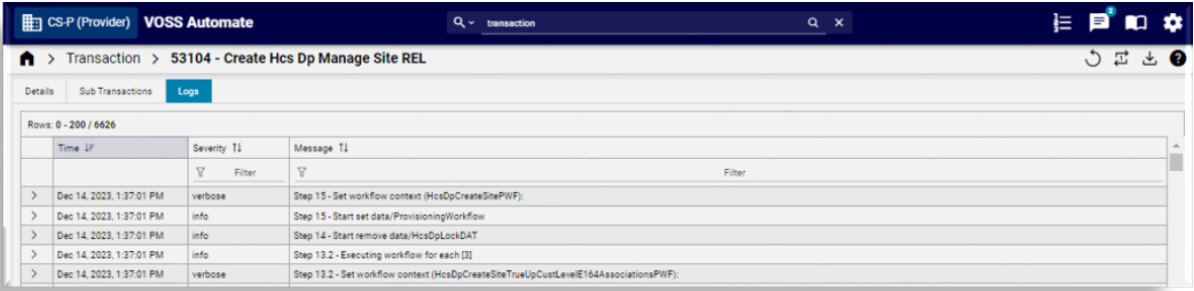 CS-P (Provider) VOSS Automate transaction 2
Transaction > 53104 - Create Hcs Dp Manage Site REL
Details Sub Transactions Logs
Rows: 0 - 200 / 6626
Time Severity Message
Filter Filter
> Dec 14, 2023, 1:37:01 PM verbose Step 15 - Set workflow context (HcsDpCreateSitePWF):
> Dec 14, 2023, 1:37:01 PM info Step 15 - Start set data/ProvisioningWorkflow
> Dec 14, 2023, 1:37:01 PM info Step 14 - Start remove data/HcsDpLockDAT
> Dec 14, 2023, 1:37:01 PM info Step 13.2 - Executing workflow for each [3]
> Dec 14, 2023, 1:37:01 PM verbose Step 13.2 - Set workflow context (HcsDpCreateSiteTrueUpCustLevelE164AssociationsPWF):